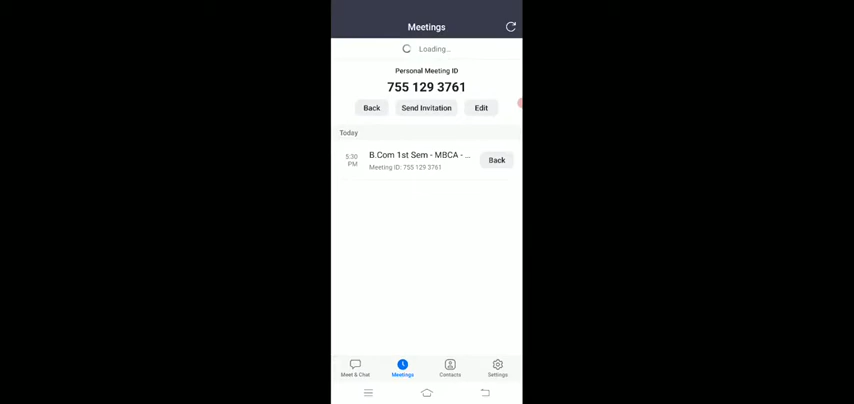 Meetings
Loading...
Personal Meeting ID
755 129 3761
Back Send Invitation Edit
Today
5:30 PM
B.Com 1st Sem - MBCA - ...
Meeting ID: 755 129 3761
Back
Meet & Chat Meetings Contacts Settings